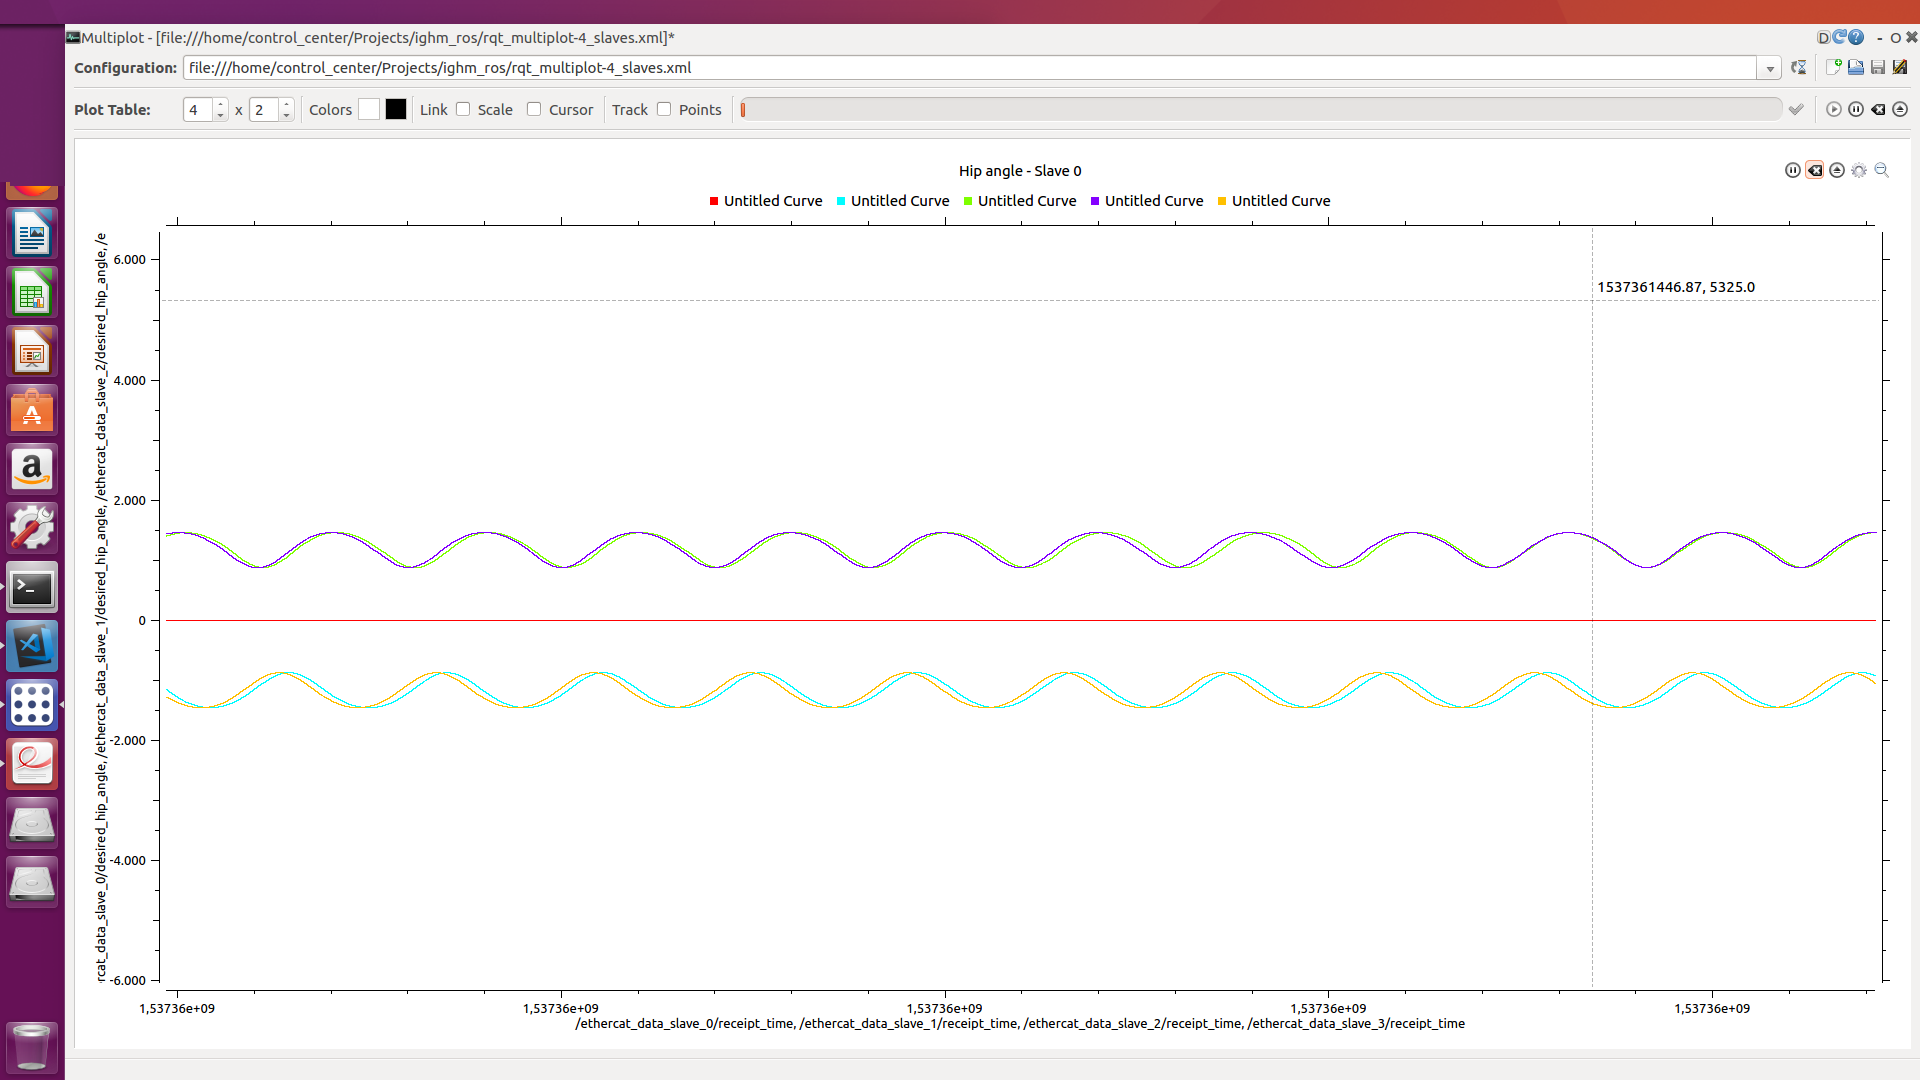 Multiplot - [file:///home/control_center/Projects/ighm_ros/rqt_multiplot-4_slaves.xml]*
D - O
Configuration: file:///home/control_center/Projects/ighm_ros/rqt_multiplot-4_slaves.xml
Plot Table: 4 x 2 Colors Link Scale Cursor Track Points
Hip angle - Slave 0
Untitled Curve Untitled Curve Untitled Curve Untitled Curve Untitled Curve
1537361446.87, 5325.0
6.000
4.000
2.000
0
-2.000
-4.000
-6.000
rcat_data_slave_0/desired_hip_angle, /ethercat_data_slave_1/desired_hip_angle, /ethercat_data_slave_2/desired_hip_angle, /e
1,53736e+09 1,53736e+09 1,53736e+09 1,53736e+09 1,53736e+09
/ethercat_data_slave_0/receipt_time, /ethercat_data_slave_1/receipt_time, /ethercat_data_slave_2/receipt_time, /ethercat_data_slave_3/receipt_time